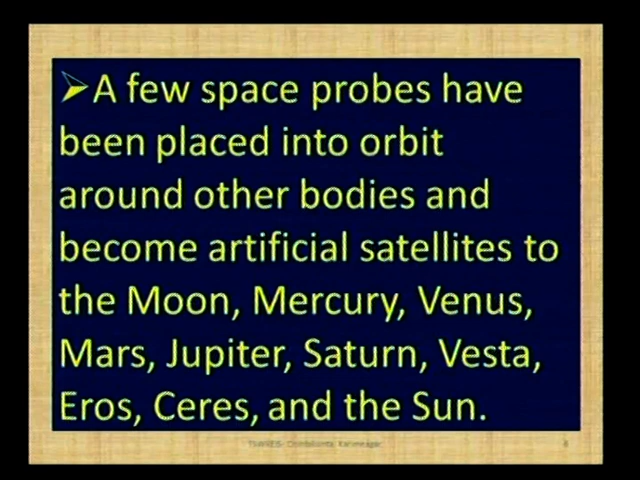 ➢A few space probes have
been placed into orbit
around other bodies and
become artificial satellites to
the Moon, Mercury, Venus,
Mars, Jupiter, Saturn, Vesta,
Eros, Ceres, and the Sun.